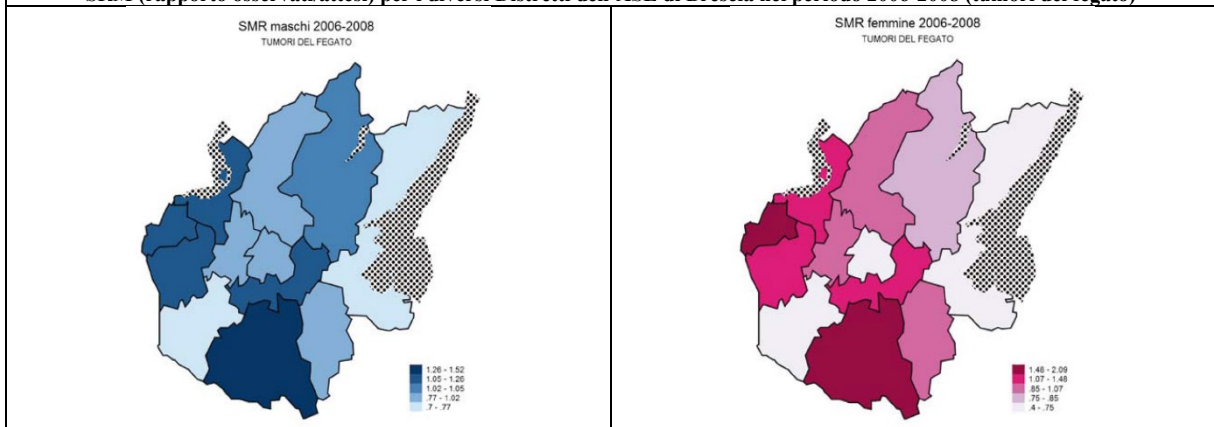 SMR (rapporto osservati/attesi) per i diversi Distretti dell'ASL di Brescia nel periodo 2006-2008 (tumori del fegato)
SMR maschi 2006-2008
TUMORI DEL FEGATO
1.26 - 1.52
1.05 - 1.26
1.02 - 1.05
.77 - 1.02
.7 - .77
SMR femmine 2006-2008
TUMORI DEL FEGATO
1.48 - 2.09
1.07 - 1.48
.85 - 1.07
.75 - .85
.4 - .75